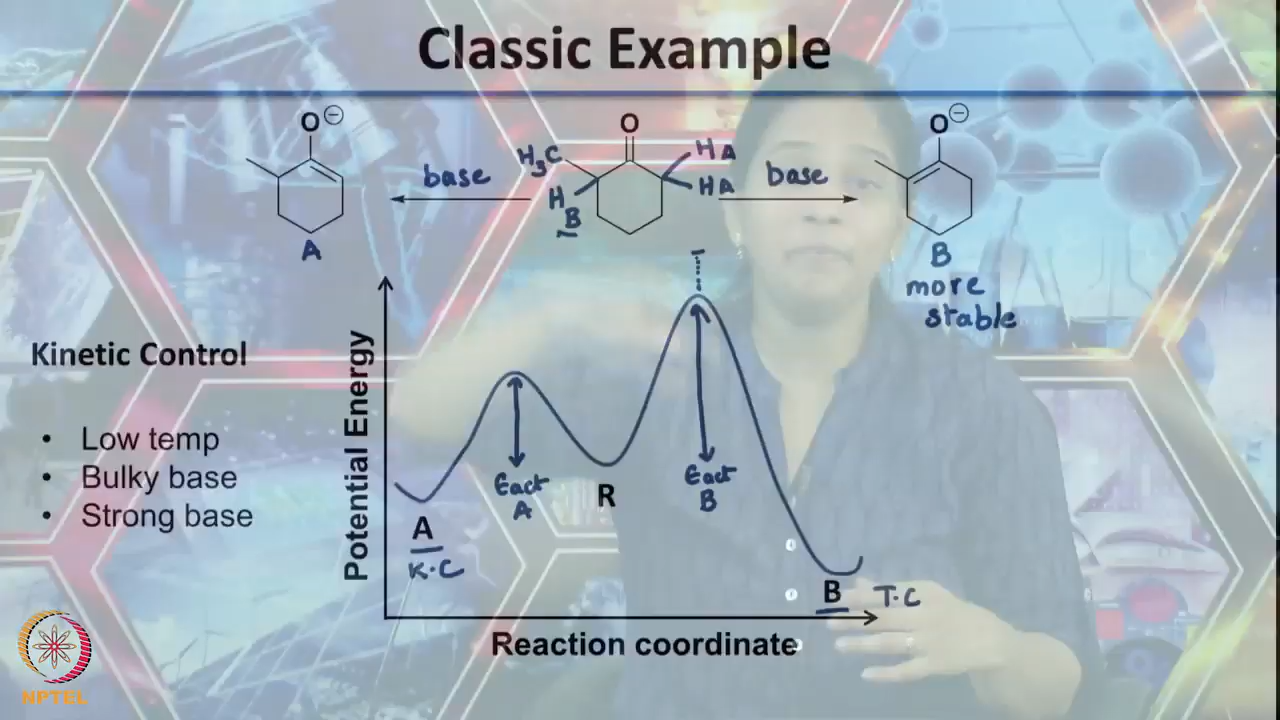 Classic Example
O⊖
A
base
O
H₃C
H
B
HA
HA
base
O⊖
B
more
stable
Kinetic Control
• Low temp
• Bulky base
• Strong base
Potential Energy
Eact
A
Eact
B
R
A
K.C
B
T.C
Reaction coordinate
NPTEL